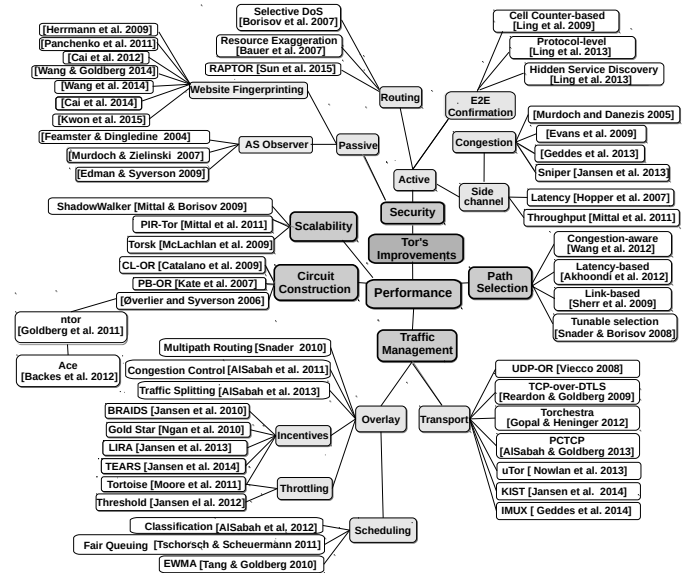 Selective DoS
[Borisov et al. 2007]
Resource Exaggeration
[Bauer et al. 2007]
RAPTOR [Sun et al. 2015]
Routing
Cell Counter-based
[Ling et al. 2009]
Protocol-level
[Ling et al. 2013]
Hidden Service Discovery
[Ling et al. 2013]
E2E
Confirmation
[Herrmann et al. 2009]
[Panchenko et al. 2011]
[Cai et al. 2012]
[Wang & Goldberg 2014]
[Wang et al. 2014]
[Cai et al. 2014]
[Kwon et al. 2015]
Website Fingerprinting
[Feamster & Dingledine 2004]
[Murdoch & Zielinski 2007]
[Edman & Syverson 2009]
AS Observer
Passive
Active
Congestion
[Murdoch and Danezis 2005]
[Evans et al. 2009]
[Geddes et al. 2013]
Sniper [Jansen et al. 2013]
Side
channel
Latency [Hopper et al. 2007]
Throughput [Mittal et al. 2011]
Security
Tor's
Improvements
Performance
ShadowWalker [Mittal & Borisov 2009]
PIR-Tor [Mittal et al. 2011]
Torsk [McLachlan et al. 2009]
Scalability
CL-OR [Catalano et al. 2009]
PB-OR [Kate et al. 2007]
[Øverlier and Syverson 2006]
Circuit
Construction
ntor
[Goldberg et al. 2011]
Ace
[Backes et al. 2012]
Path
Selection
Congestion-aware
[Wang et al. 2012]
Latency-based
[Akhoondi et al. 2012]
Link-based
[Sherr et al. 2009]
Tunable selection
[Snader & Borisov 2008]
Traffic
Management
Multipath Routing [Snader 2010]
Congestion Control [AlSabah et al. 2011]
Traffic Splitting [AlSabah et al. 2013]
BRAIDS [Jansen et al. 2010]
Gold Star [Ngan et al. 2010]
LIRA [Jansen et al. 2013]
TEARS [Jansen et al. 2014]
Tortoise [Moore et al. 2011]
Threshold [Jansen el al. 2012]
Incentives
Throttling
Overlay
Transport
UDP-OR [Viecco 2008]
TCP-over-DTLS
[Reardon & Goldberg 2009]
Torchestra
[Gopal & Heninger 2012]
PCTCP
[AlSabah & Goldberg 2013]
uTor [ Nowlan et al. 2013]
KIST [Jansen et al. 2014]
IMUX [ Geddes et al. 2014]
Scheduling
Classification [AlSabah et al, 2012]
Fair Queuing [Tschorsch & Scheuermann 2011]
EWMA [Tang & Goldberg 2010]